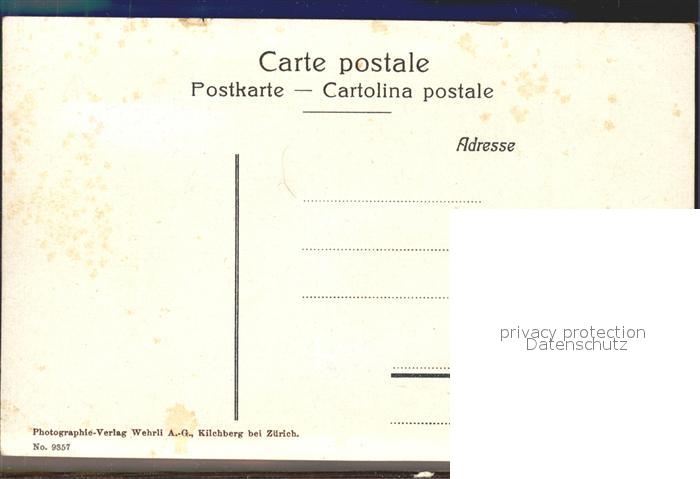 Carte postale
Postkarte — Cartolina postale
Adresse
privacy protection
Datenschutz
Photographie-Verlag Wehrli A.-G., Kilchberg bei Zürich.
No. 9357